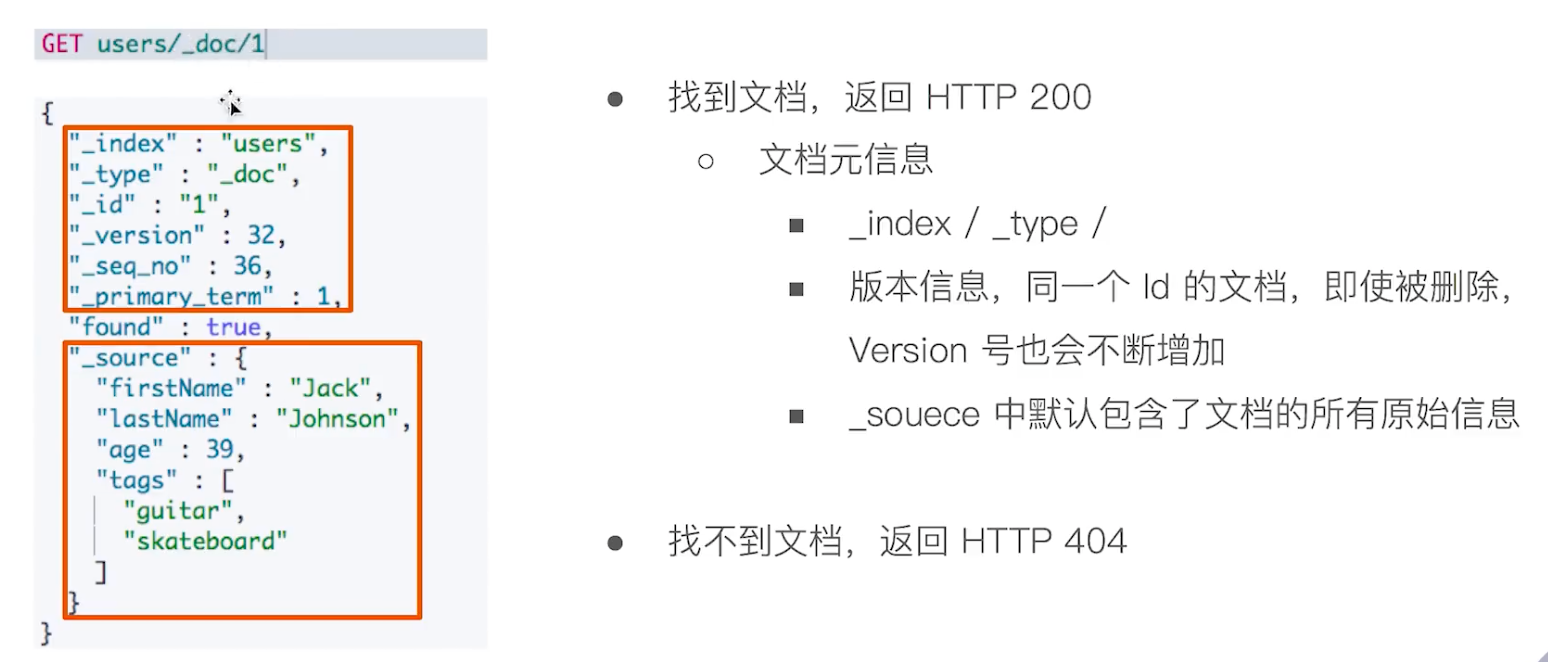 GET users/_doc/1
{
"_index" : "users",
"_type" : "_doc",
"_id" : "1",
"_version" : 32,
"_seq_no" : 36,
"_primary_term" : 1,
"found" : true,
"_source" : {
"firstName" : "Jack",
"lastName" : "Johnson",
"age" : 39,
"tags" : [
"guitar",
"skateboard"
]
}
}
● 找到文档，返回 HTTP 200
○ 文档元信息
■ _index / _type /
■ 版本信息，同一个 Id 的文档，即使被删除，
Version 号也会不断增加
■ _souece 中默认包含了文档的所有原始信息
● 找不到文档，返回 HTTP 404